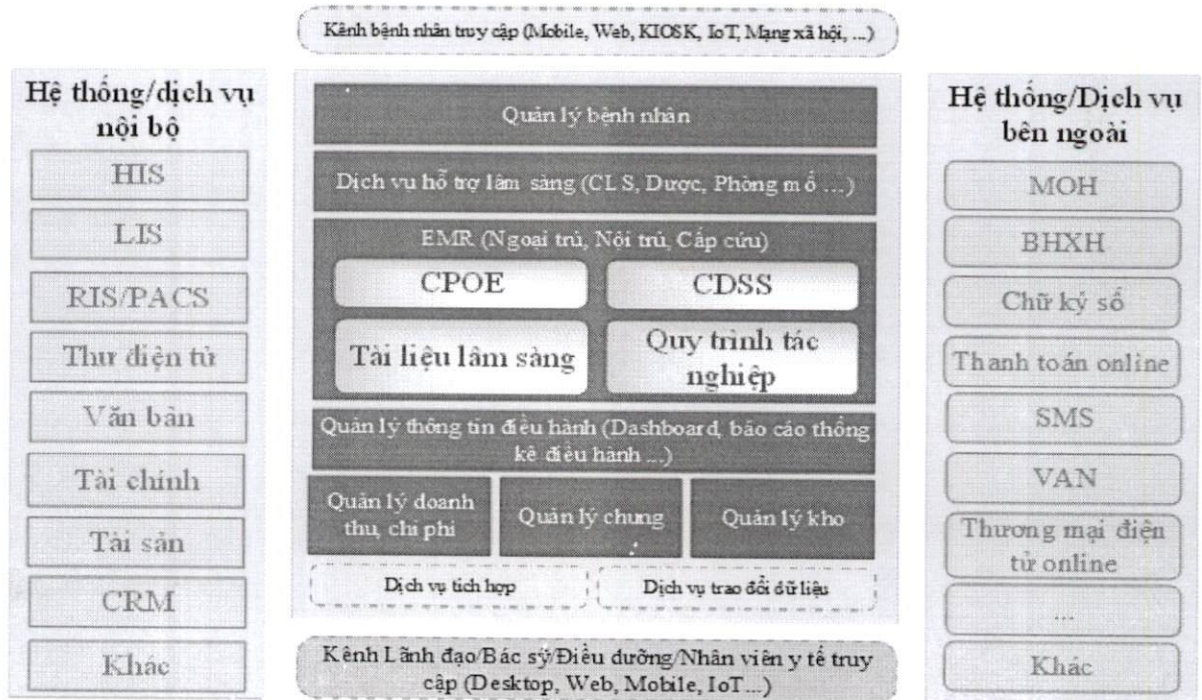 Kênh bệnh nhân truy cập (Mobile, Web, KIOSK, IoT, Mạng xã hội, ...)
Hệ thống/dịch vụ
nội bộ
HIS
LIS
RIS/PACS
Thư điện tử
Văn bản
Tài chính
Tài sản
CRM
Khác
Quản lý bệnh nhân
Dịch vụ hỗ trợ lâm sàng (CLS, Dược, Phòng mổ ...)
EMR (Ngoại trú, Nội trú, Cấp cứu)
CPOE
CDSS
Tài liệu lâm sàng
Quy trình tác
nghiệp
Quản lý thông tin điều hành (Dashboard, báo cáo thống
kê điều hành ...)
Quản lý doanh
thu, chi phí
Quản lý chung
Quản lý kho
Dịch vụ tích hợp
Dịch vụ trao đổi dữ liệu
Kênh Lãnh đạo/Bác sỹ/Điều dưỡng/Nhân viên y tế truy
cập (Desktop, Web, Mobile, IoT...)
Hệ thống/Dịch vụ
bên ngoài
MOH
BHXH
Chữ ký số
Thanh toán online
SMS
VAN
Thương mại điện
tử online
...
Khác